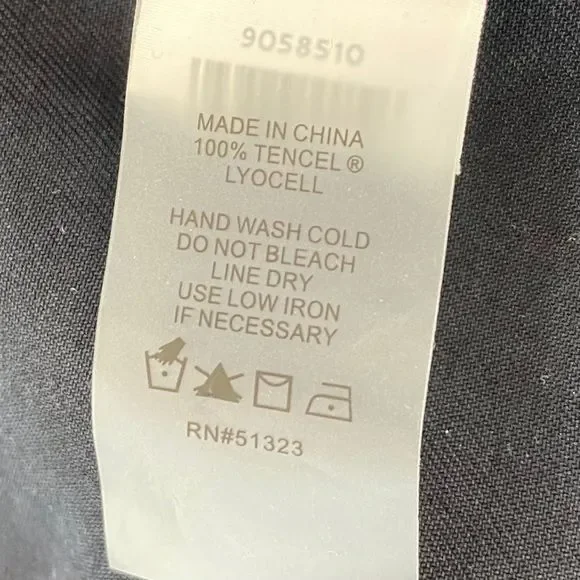 9058510
MADE IN CHINA
100% TENCEL ®
LYOCELL
HAND WASH COLD
DO NOT BLEACH
LINE DRY
USE LOW IRON
IF NECESSARY
RN#51323